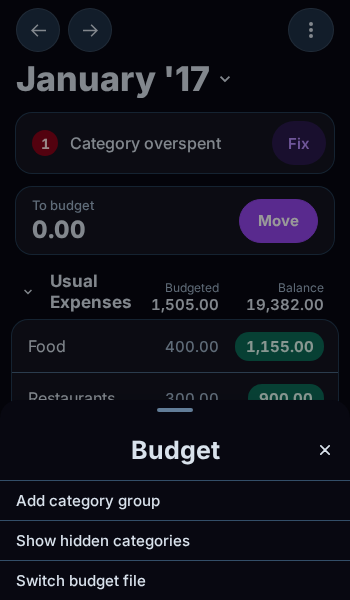 January '17
1 Category overspent Fix
To budget
0.00 Move
Usual Expenses Budgeted 1,505.00 Balance 19,382.00
Food 400.00 1,155.00
Restaurants 300.00 900.00
Budget
Add category group
Show hidden categories
Switch budget file